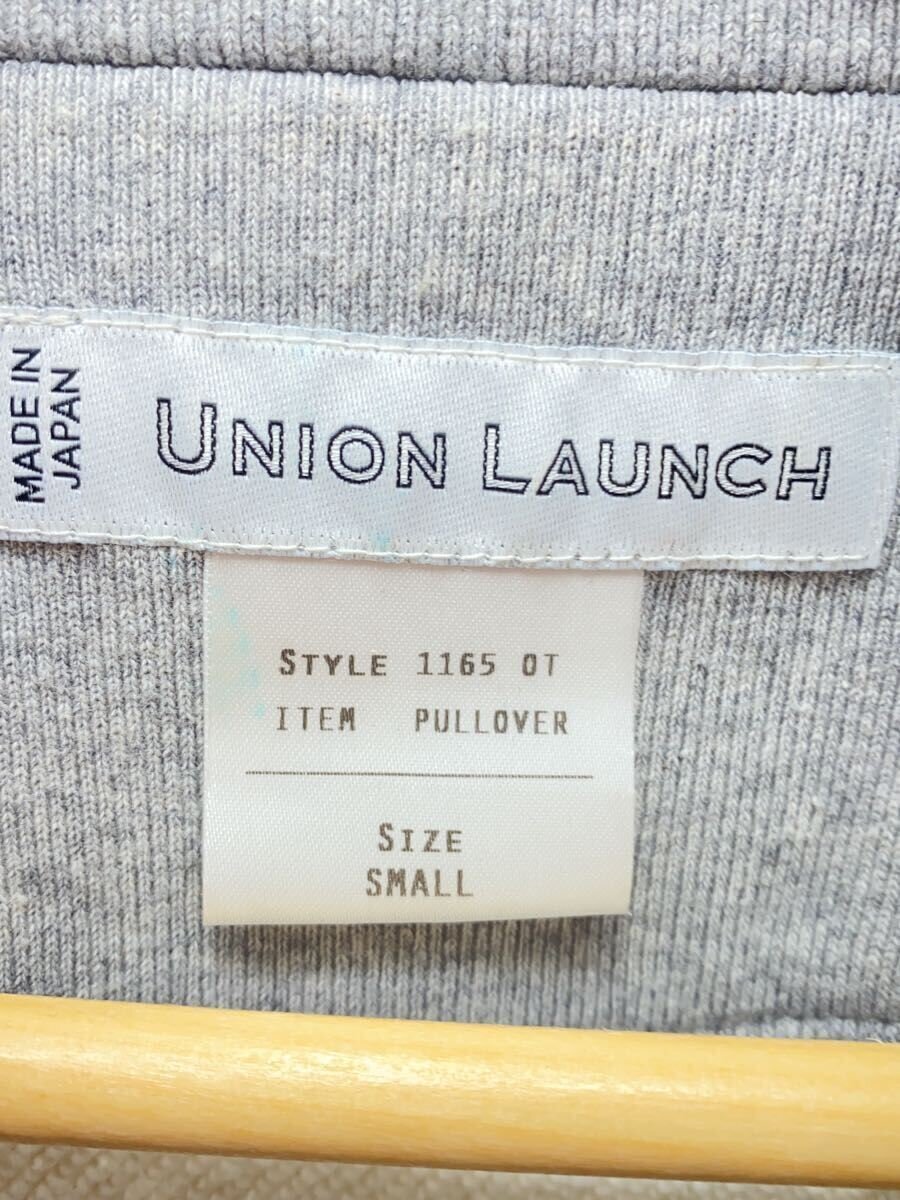 MADE IN
JAPAN
UNION LAUNCH
STYLE 1165 OT
ITEM PULLOVER
SIZE
SMALL